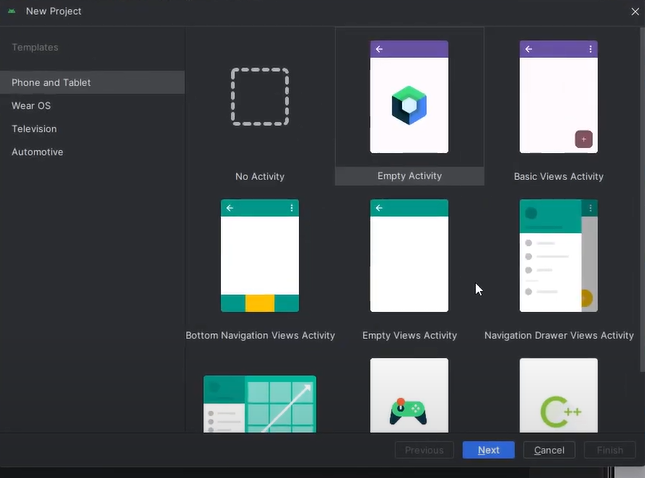 New Project
Templates
Phone and Tablet
Wear OS
Television
Automotive
No Activity
Empty Activity
Basic Views Activity
Bottom Navigation Views Activity
Empty Views Activity
Navigation Drawer Views Activity
C++
Previous
Next
Cancel
Finish